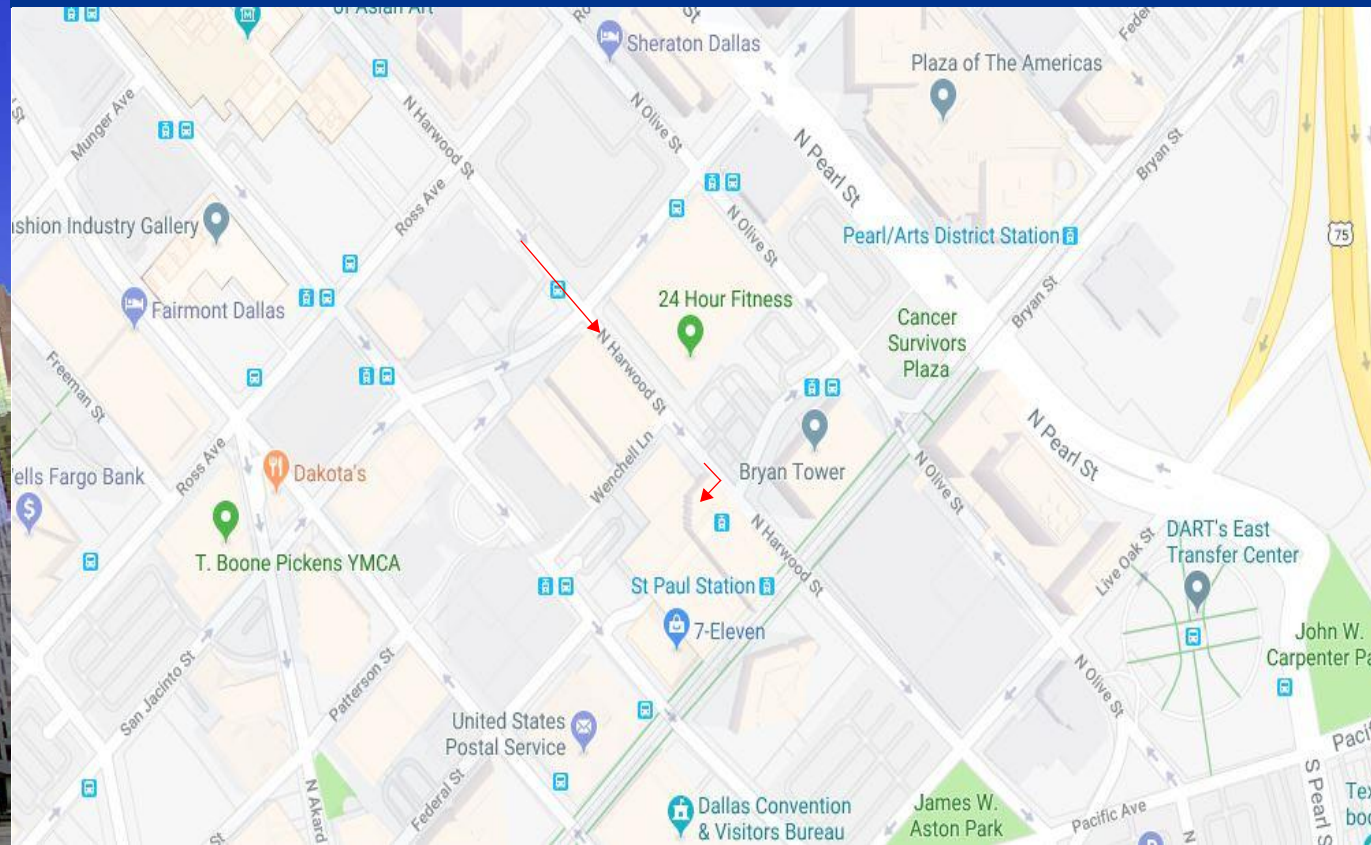 of Asian Art
Sheraton Dallas
Plaza of The Americas
Munger Ave
N Harwood St
N Olive St
N Pearl St
Bryan St
Ross Ave
Fashion Industry Gallery
N Olive St
Pearl/Arts District Station
75
Fairmont Dallas
24 Hour Fitness
Cancer
Survivors
Plaza
Bryan St
Freeman St
N Harwood St
Ross Ave
Dakota's
Wenchell Ln
Bryan Tower
N Olive St
N Pearl St
ells Fargo Bank
$
T. Boone Pickens YMCA
N Harwood St
Live Oak St
DART's East
Transfer Center
St Paul Station
7-Eleven
John W.
Carpenter Pa
San Jacinto St
Patterson St
N Olive St
United States
Postal Service
Federal St
N Akard
Dallas Convention
& Visitors Bureau
James W.
Aston Park
Pacific Ave
Pacif
S Pearl S
Tex
boo
N
St